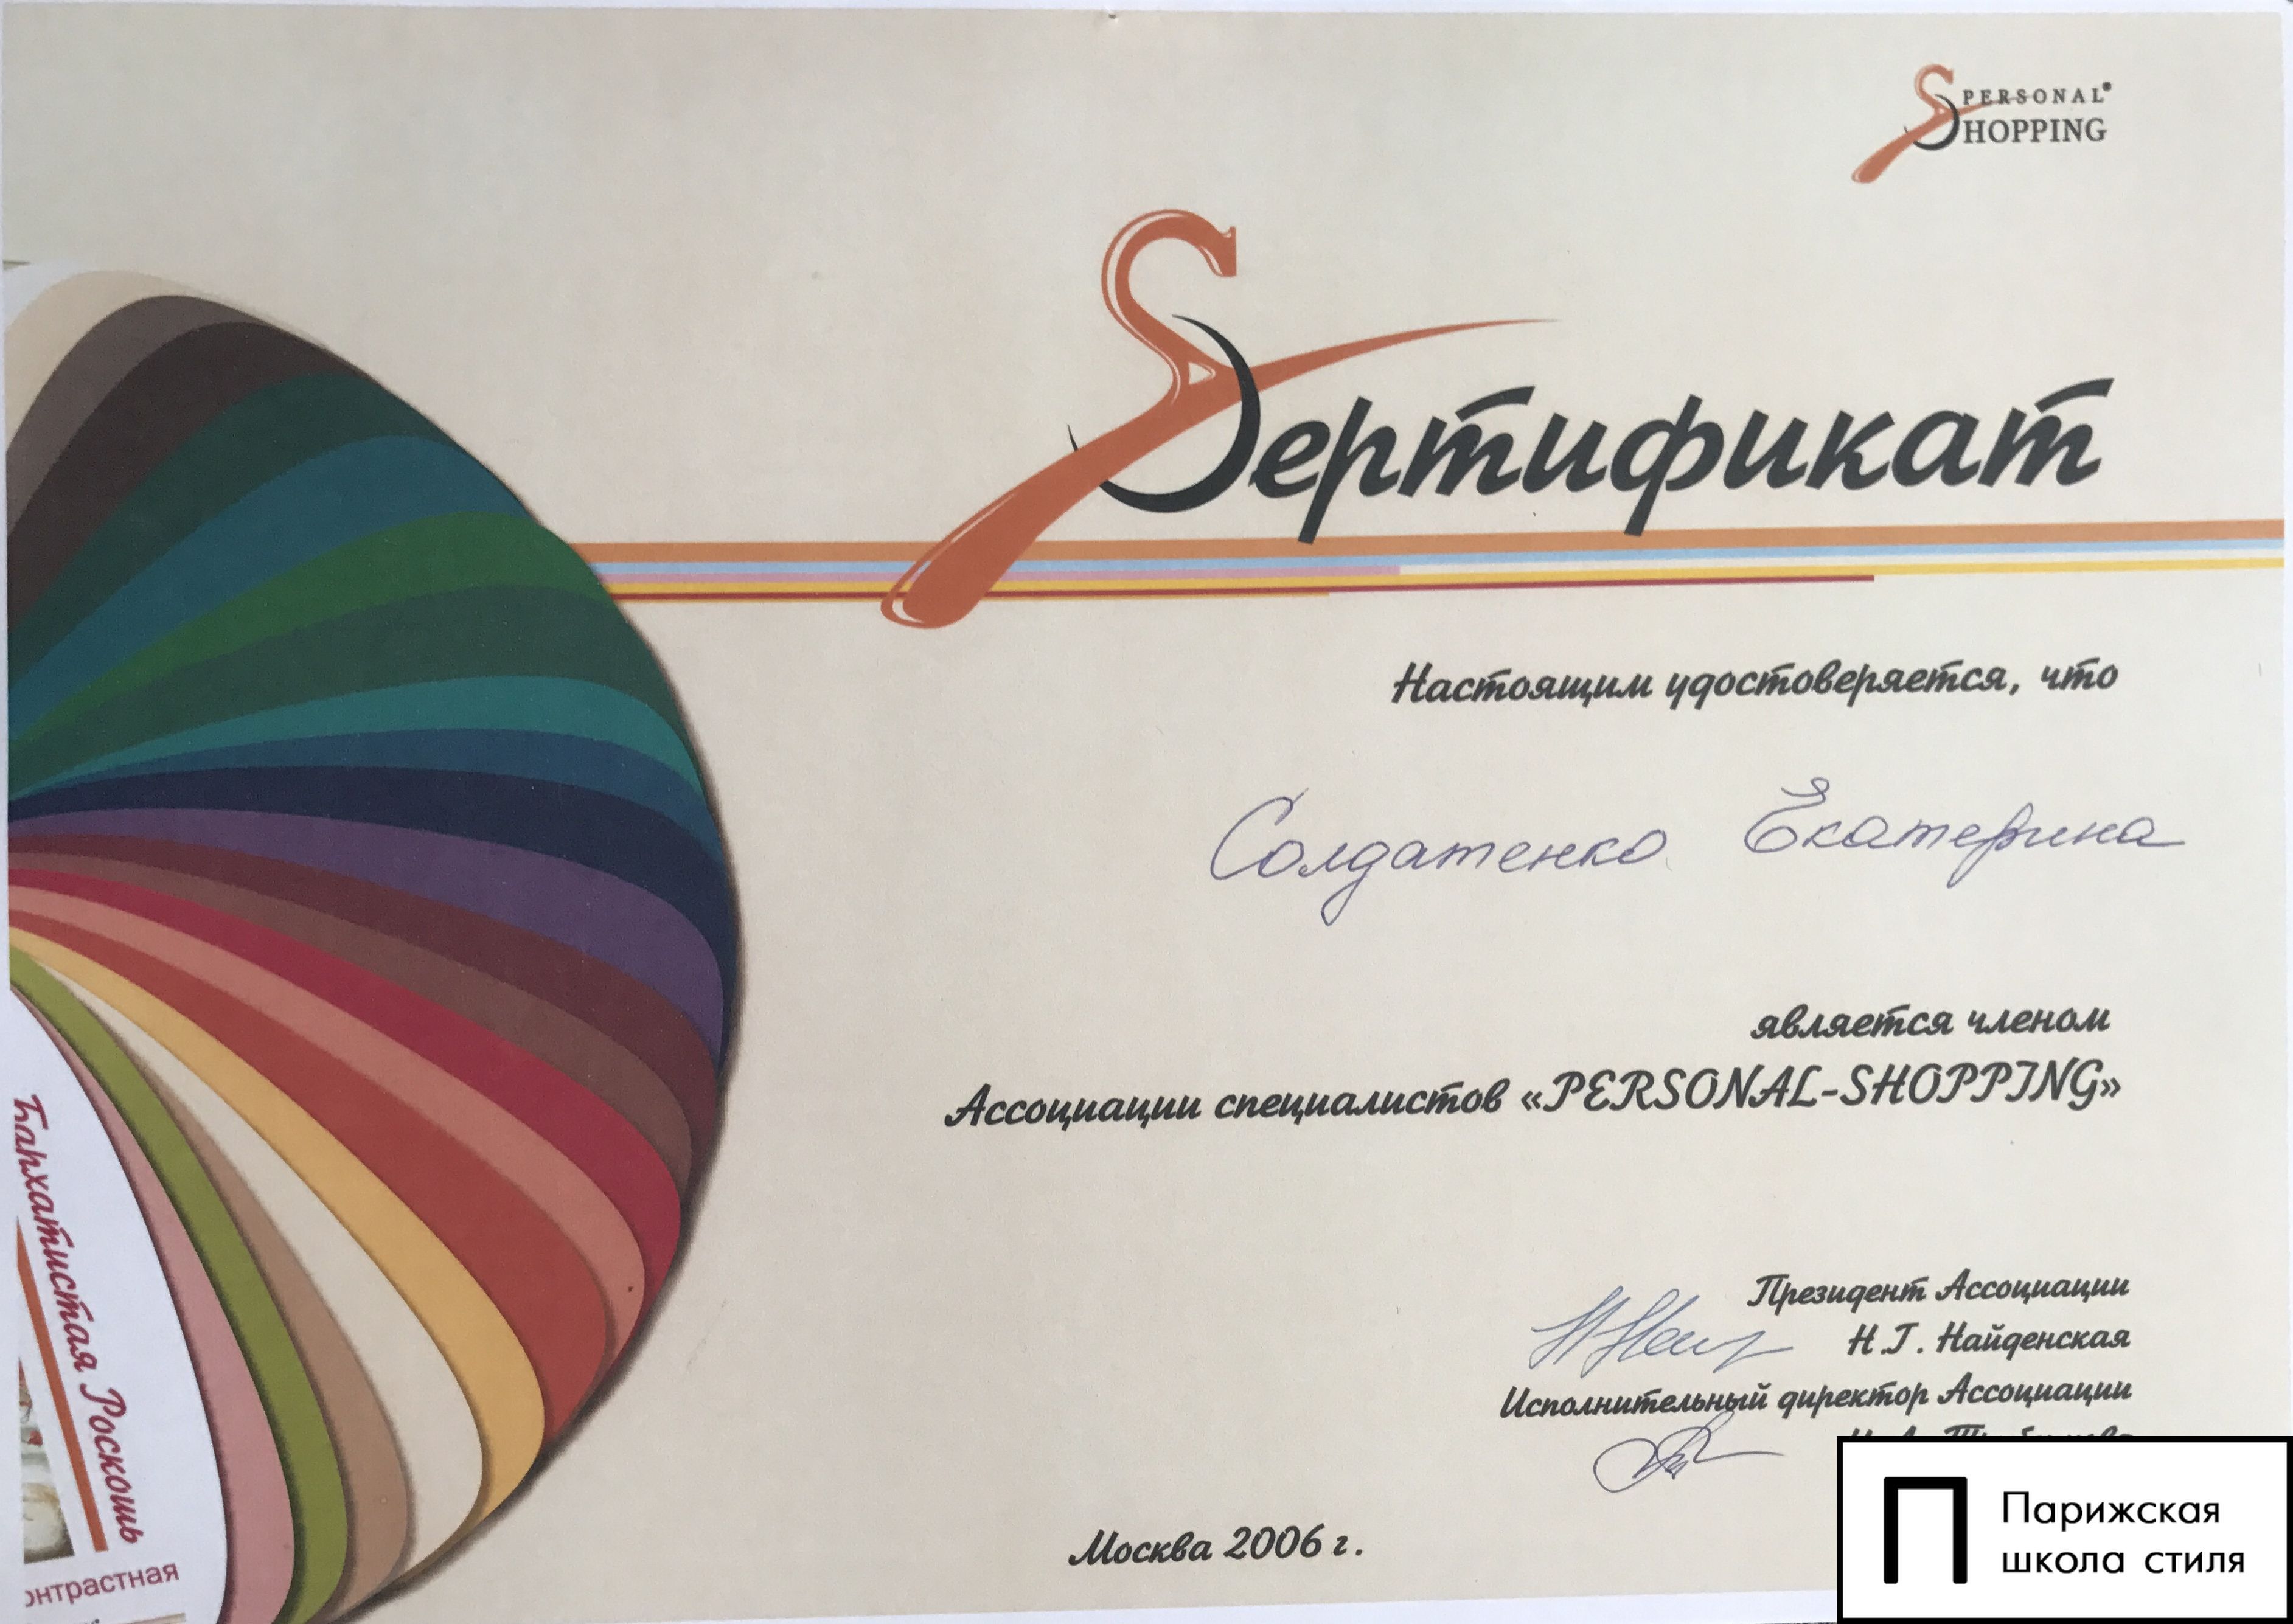 PERSONAL®
SHOPPING
Sертификат
Настоящим удостоверяется, что
Солдатенко Екатерина
является членом
Ассоциации специалистов «PERSONAL-SHOPPING»
Президент Ассоциации
Н.Г. Найденская
Исполнительный директор Ассоциации
Москва 2006 г.
Бархатистая Роскошь
онтрастная
Парижская
школа стиля